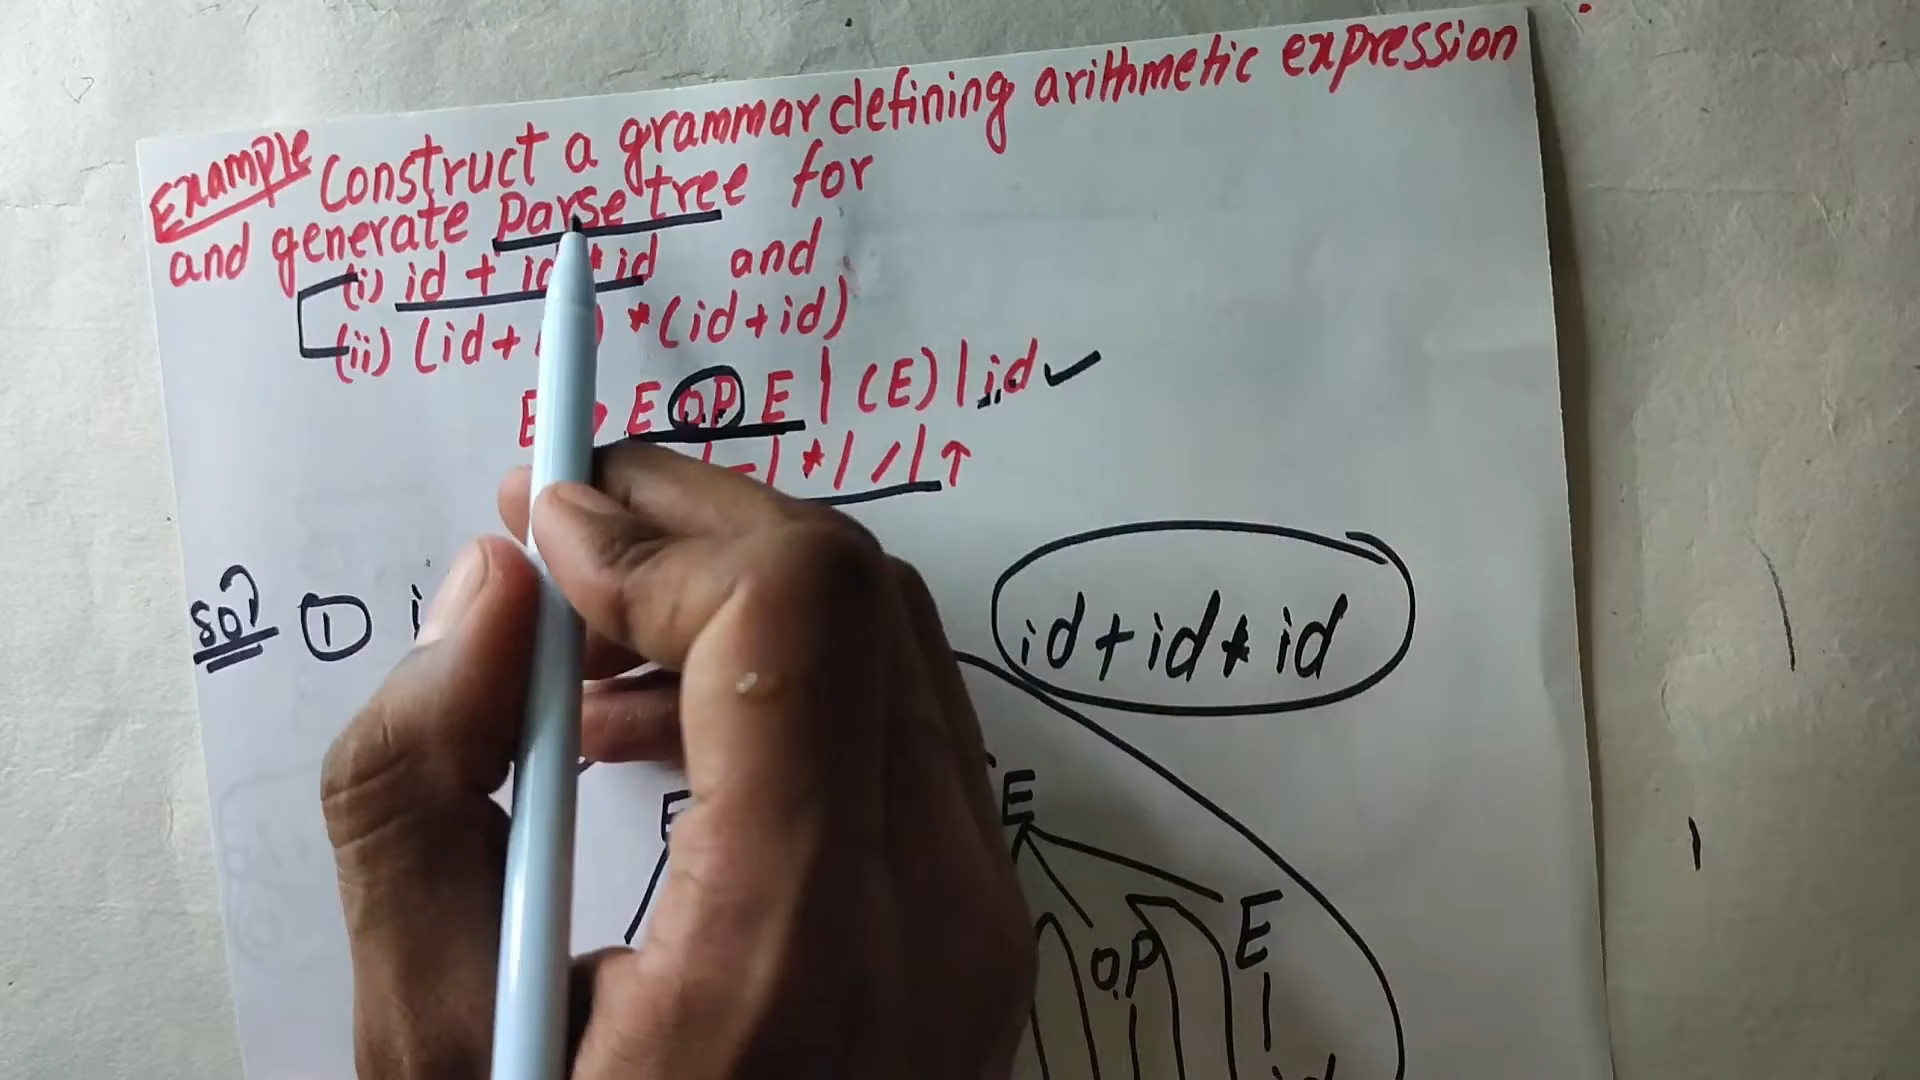 Example Construct a grammar defining arithmetic expression
and generate parse tree for
(i) id + id * id and
(ii) (id + ) * (id + id)
E E OP E | (E) | id ✓
| - | * | / | ↑
Sol ① i
id + id * id
E E
OP E
id